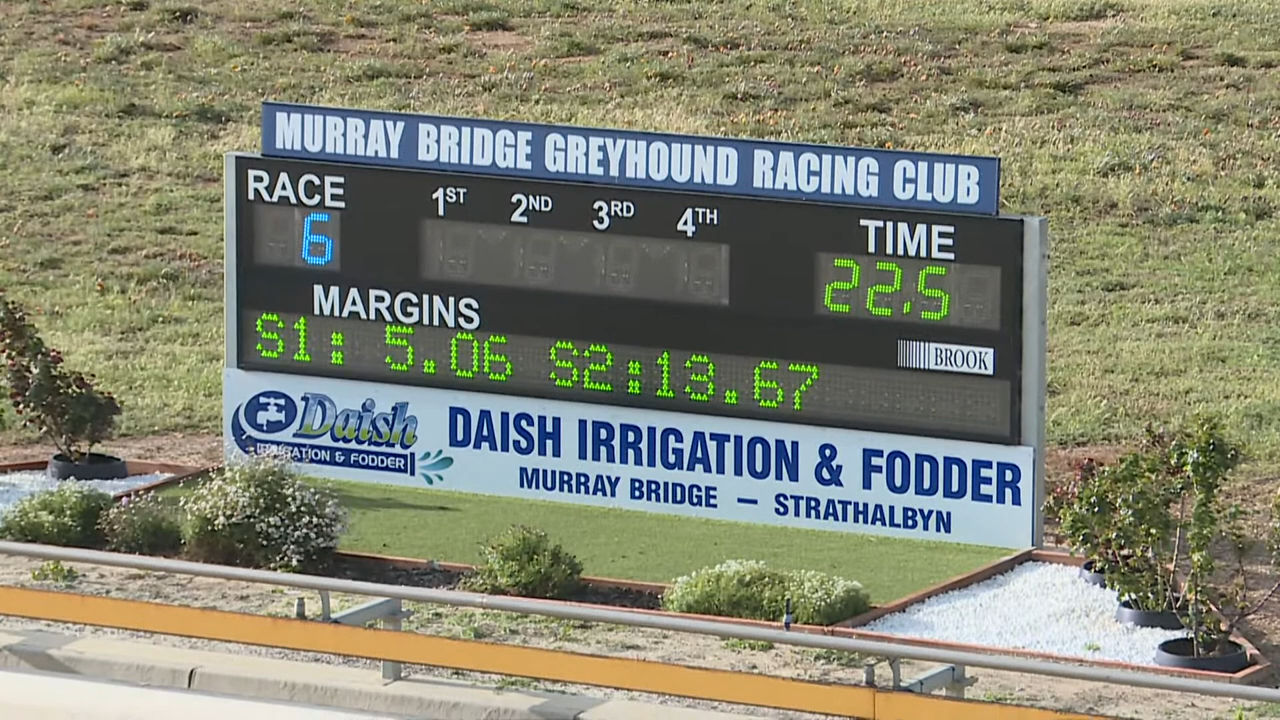 MURRAY BRIDGE GREYHOUND RACING CLUB
RACE 1ST 2ND 3RD 4TH TIME
6 22.5
MARGINS
S1: 5.06 S2:13.67
BROOK
Daish
IRRIGATION & FODDER
DAISH IRRIGATION & FODDER
MURRAY BRIDGE – STRATHALBYN